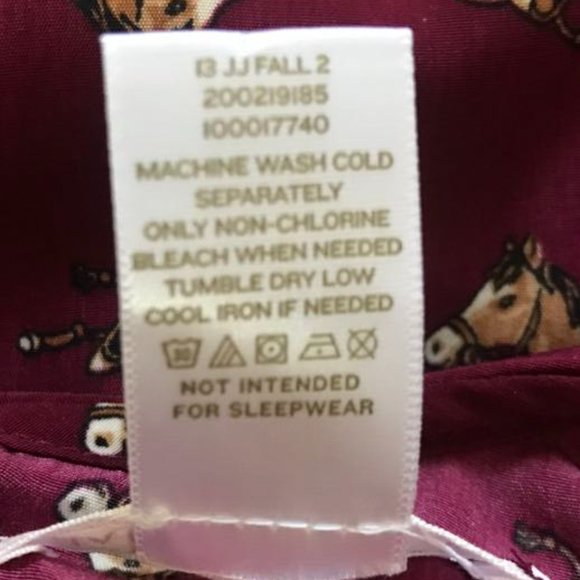 13 JJ FALL 2
200219185
100017740
MACHINE WASH COLD
SEPARATELY
ONLY NON-CHLORINE
BLEACH WHEN NEEDED
TUMBLE DRY LOW
COOL IRON IF NEEDED
30
NOT INTENDED
FOR SLEEPWEAR